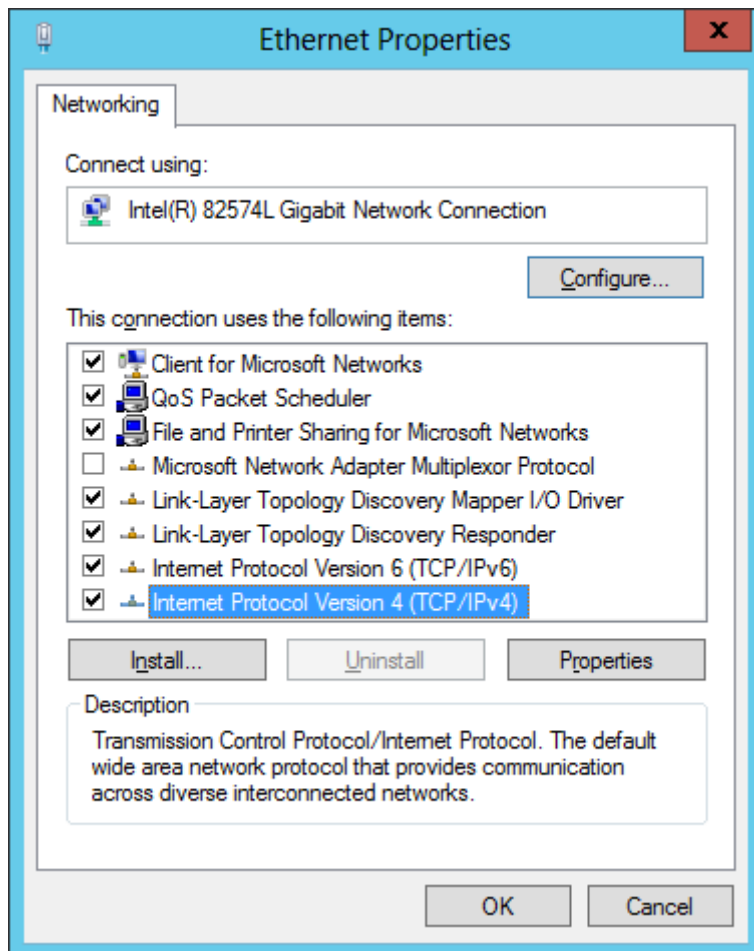 Ethernet Properties
x
Networking
Connect using:
Intel(R) 82574L Gigabit Network Connection
Configure...
This connection uses the following items:
Client for Microsoft Networks
QoS Packet Scheduler
File and Printer Sharing for Microsoft Networks
Microsoft Network Adapter Multiplexor Protocol
Link-Layer Topology Discovery Mapper I/O Driver
Link-Layer Topology Discovery Responder
Internet Protocol Version 6 (TCP/IPv6)
Internet Protocol Version 4 (TCP/IPv4)
Install... Uninstall Properties
Description
Transmission Control Protocol/Internet Protocol. The default
wide area network protocol that provides communication
across diverse interconnected networks.
OK Cancel